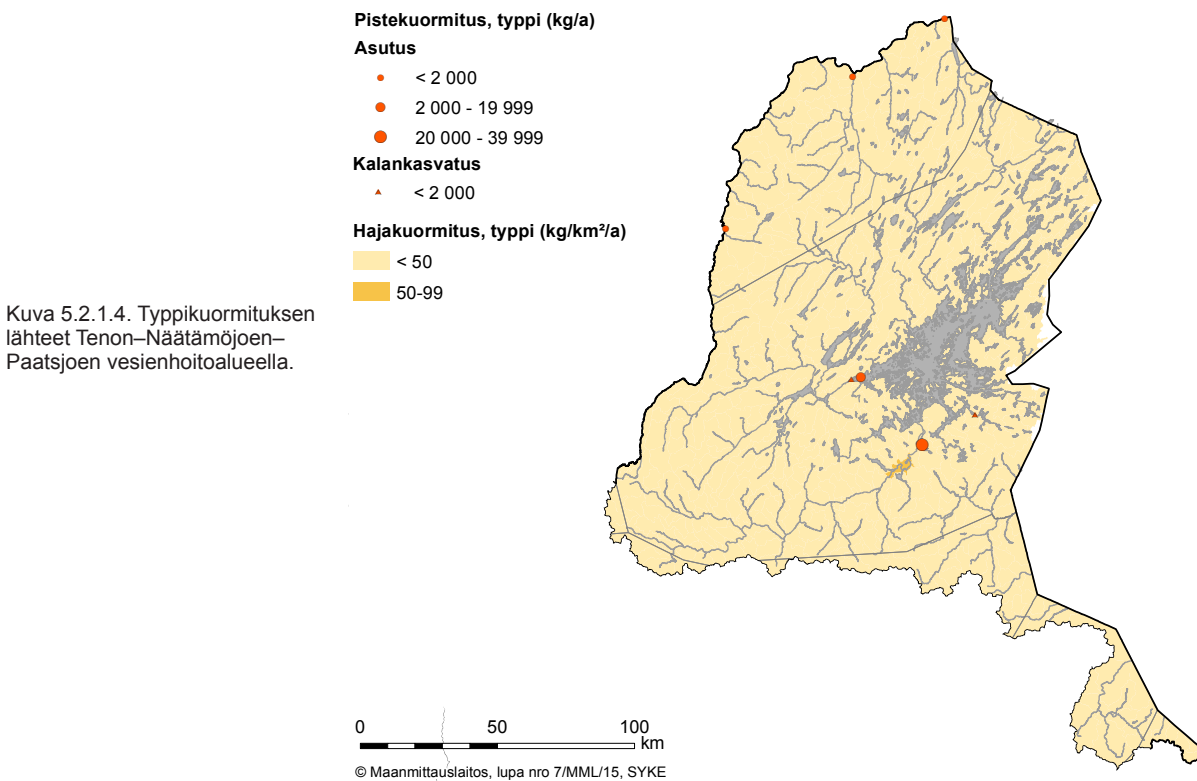 Pistekuormitus, typpi (kg/a)
Asutus
< 2 000
2 000 - 19 999
20 000 - 39 999
Kalankasvatus
< 2 000
Hajakuormitus, typpi (kg/km²/a)
< 50
50-99
Kuva 5.2.1.4. Typpikuormituksen
lähteet Tenon–Näätämöjoen–
Paatsjoen vesienhoitoalueella.
0 50 100
km
© Maanmittauslaitos, lupa nro 7/MML/15, SYKE